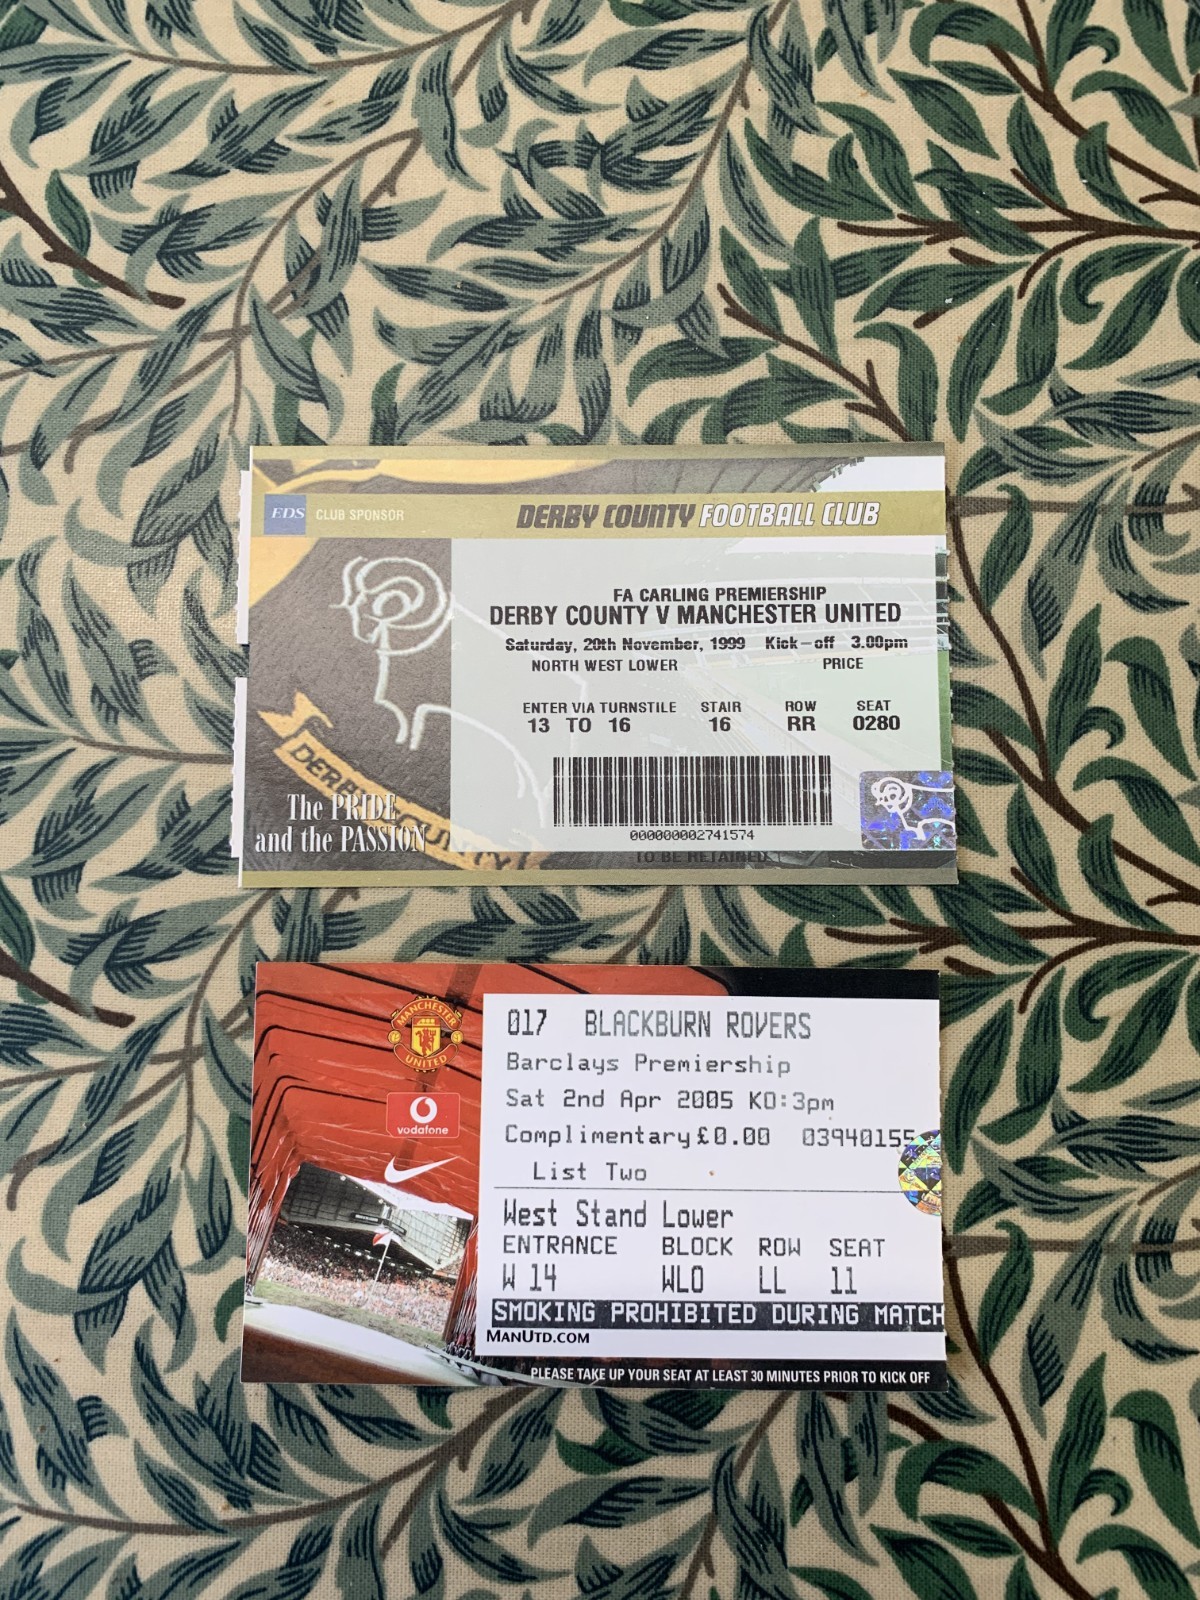 EDS CLUB SPONSOR
DERBY COUNTY FOOTBALL CLUB
FA CARLING PREMIERSHIP
DERBY COUNTY V MANCHESTER UNITED
Saturday, 20th November, 1999 Kick-off 3.00pm
NORTH WEST LOWER PRICE
ENTER VIA TURNSTILE STAIR ROW SEAT
13 TO 16 16 RR 0280
DERBY COUNTY
The PRIDE
and the PASSION
000000002741574
TO BE RETAINED
MANCHESTER
UNITED
vodafone
017 BLACKBURN ROVERS
Barclays Premiership
Sat 2nd Apr 2005 KO:3pm
Complimentary £0.00 03940155
List Two
West Stand Lower
ENTRANCE BLOCK ROW SEAT
W 14 WLO LL 11
SMOKING PROHIBITED DURING MATCH
MANUTD.COM
PLEASE TAKE UP YOUR SEAT AT LEAST 30 MINUTES PRIOR TO KICK OFF